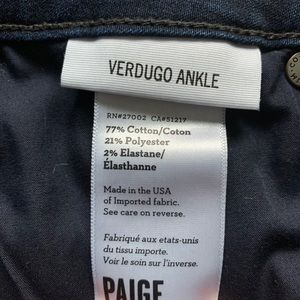 VERDUGO ANKLE
RN#27002 CA#51217
77% Cotton/Coton
21% Polyester
2% Elastane/
Élasthanne
Made in the USA
of Imported fabric.
See care on reverse.
Fabriqué aux etats-unis
du tissu importe.
Voir le soin sur l'inverse.
PAIGE